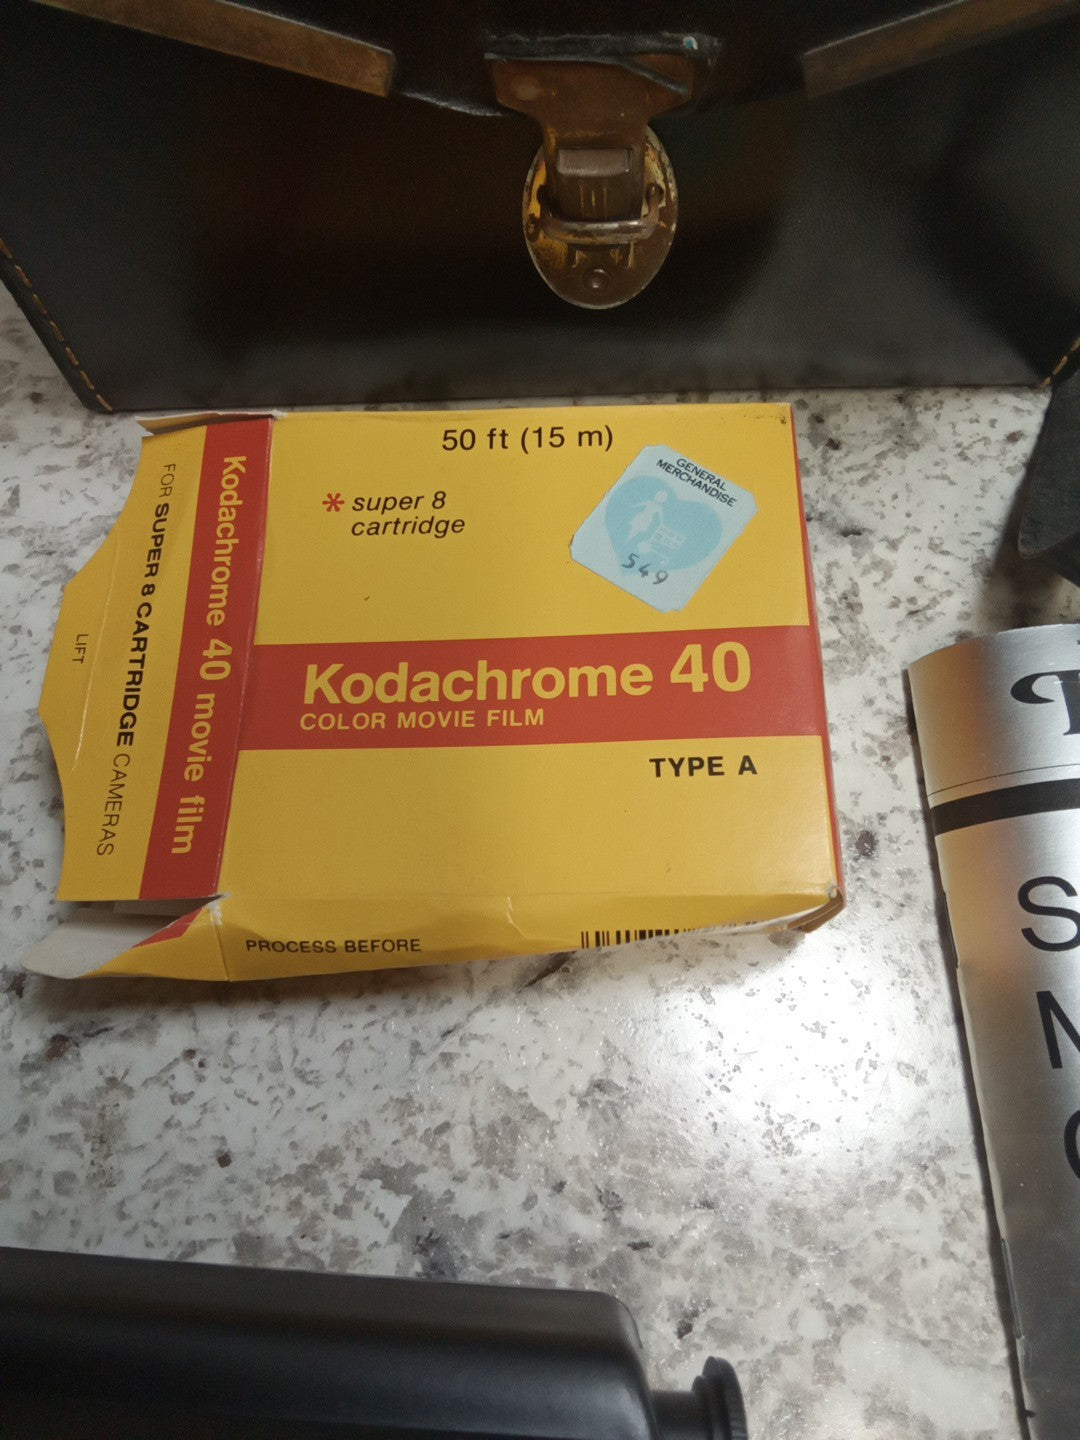 50 ft (15 m)
* super 8
cartridge
GENERAL
MERCHANDISE
549
Kodachrome 40
COLOR MOVIE FILM
TYPE A
PROCESS BEFORE
Kodachrome 40 movie film
FOR SUPER 8 CARTRIDGE CAMERAS
LIFT
S